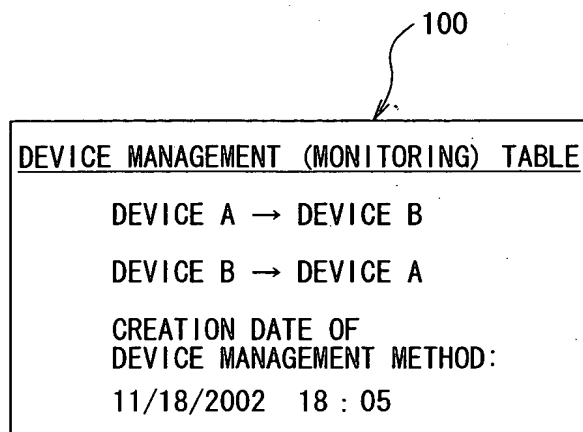 100
DEVICE MANAGEMENT (MONITORING) TABLE
DEVICE A → DEVICE B
DEVICE B → DEVICE A
CREATION DATE OF
DEVICE MANAGEMENT METHOD:
11/18/2002 18 : 05